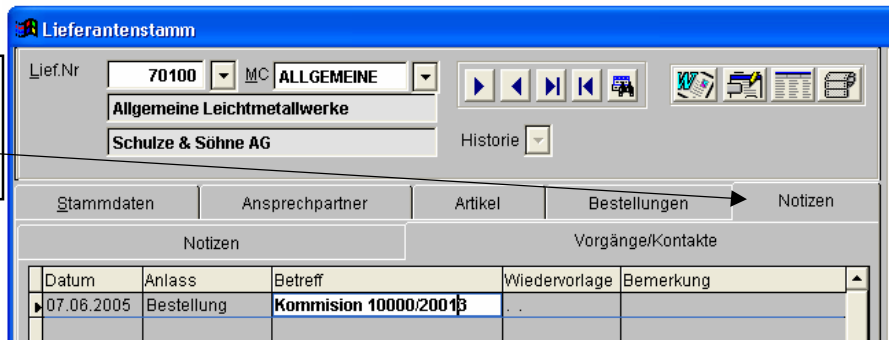 Lieferantenstamm
Lief.Nr 70100 MC ALLGEMEINE
Allgemeine Leichtmetallwerke
Schulze & Söhne AG Historie
Stammdaten Ansprechpartner Artikel Bestellungen Notizen
Notizen Vorgänge/Kontakte
Datum Anlass Betreff Wiedervorlage Bemerkung
07.06.2005 Bestellung Kommision 10000/20013 . .